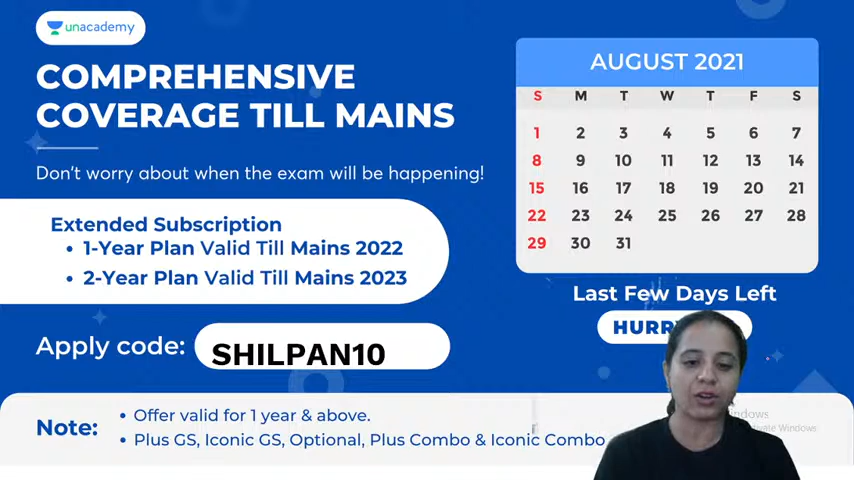 unacademy
COMPREHENSIVE
COVERAGE TILL MAINS
Don't worry about when the exam will be happening!
Extended Subscription
• 1-Year Plan Valid Till Mains 2022
• 2-Year Plan Valid Till Mains 2023
Apply code: SHILPAN10
Note:
• Offer valid for 1 year & above.
• Plus GS, Iconic GS, Optional, Plus Combo & Iconic Combo
AUGUST 2021
S M T W T F S
1 2 3 4 5 6 7
8 9 10 11 12 13 14
15 16 17 18 19 20 21
22 23 24 25 26 27 28
29 30 31
Last Few Days Left
Windows